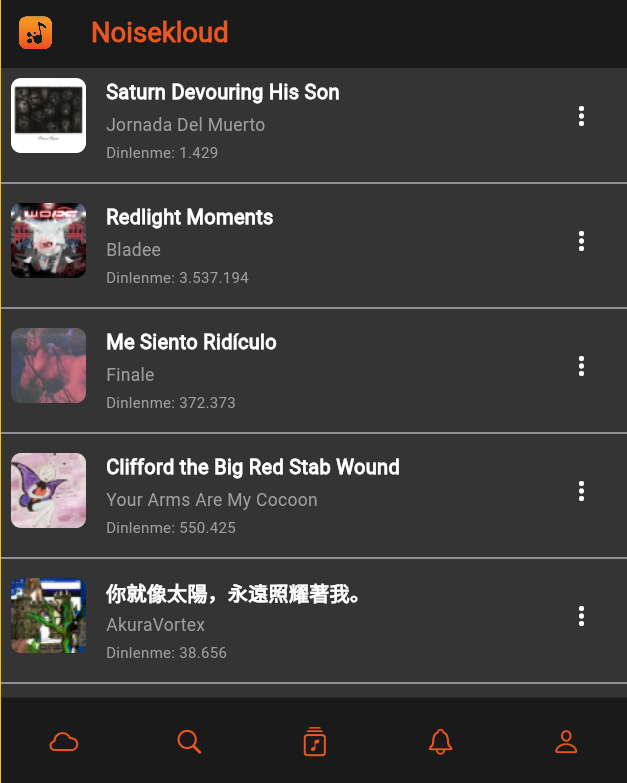 Noisekloud
Saturn Devouring His Son
Jornada Del Muerto
Dinlenme: 1.429
Redlight Moments
Bladee
Dinlenme: 3.537.194
Me Siento Ridículo
Finale
Dinlenme: 372.373
Clifford the Big Red Stab Wound
Your Arms Are My Cocoon
Dinlenme: 550.425
你就像太陽，永遠照耀著我。
AkuraVortex
Dinlenme: 38.656